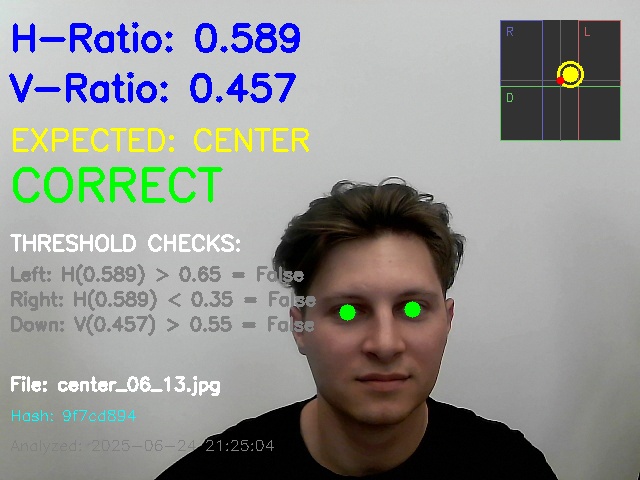 H-Ratio: 0.589
V-Ratio: 0.457
EXPECTED: CENTER
CORRECT
THRESHOLD CHECKS:
Left: H(0.589) > 0.65 = False
Right: H(0.589) < 0.35 = False
Down: V(0.457) > 0.55 = False
File: center_06_13.jpg
Hash: 9f7cd894
Analyzed: 2025-06-24 21:25:04
R
L
D